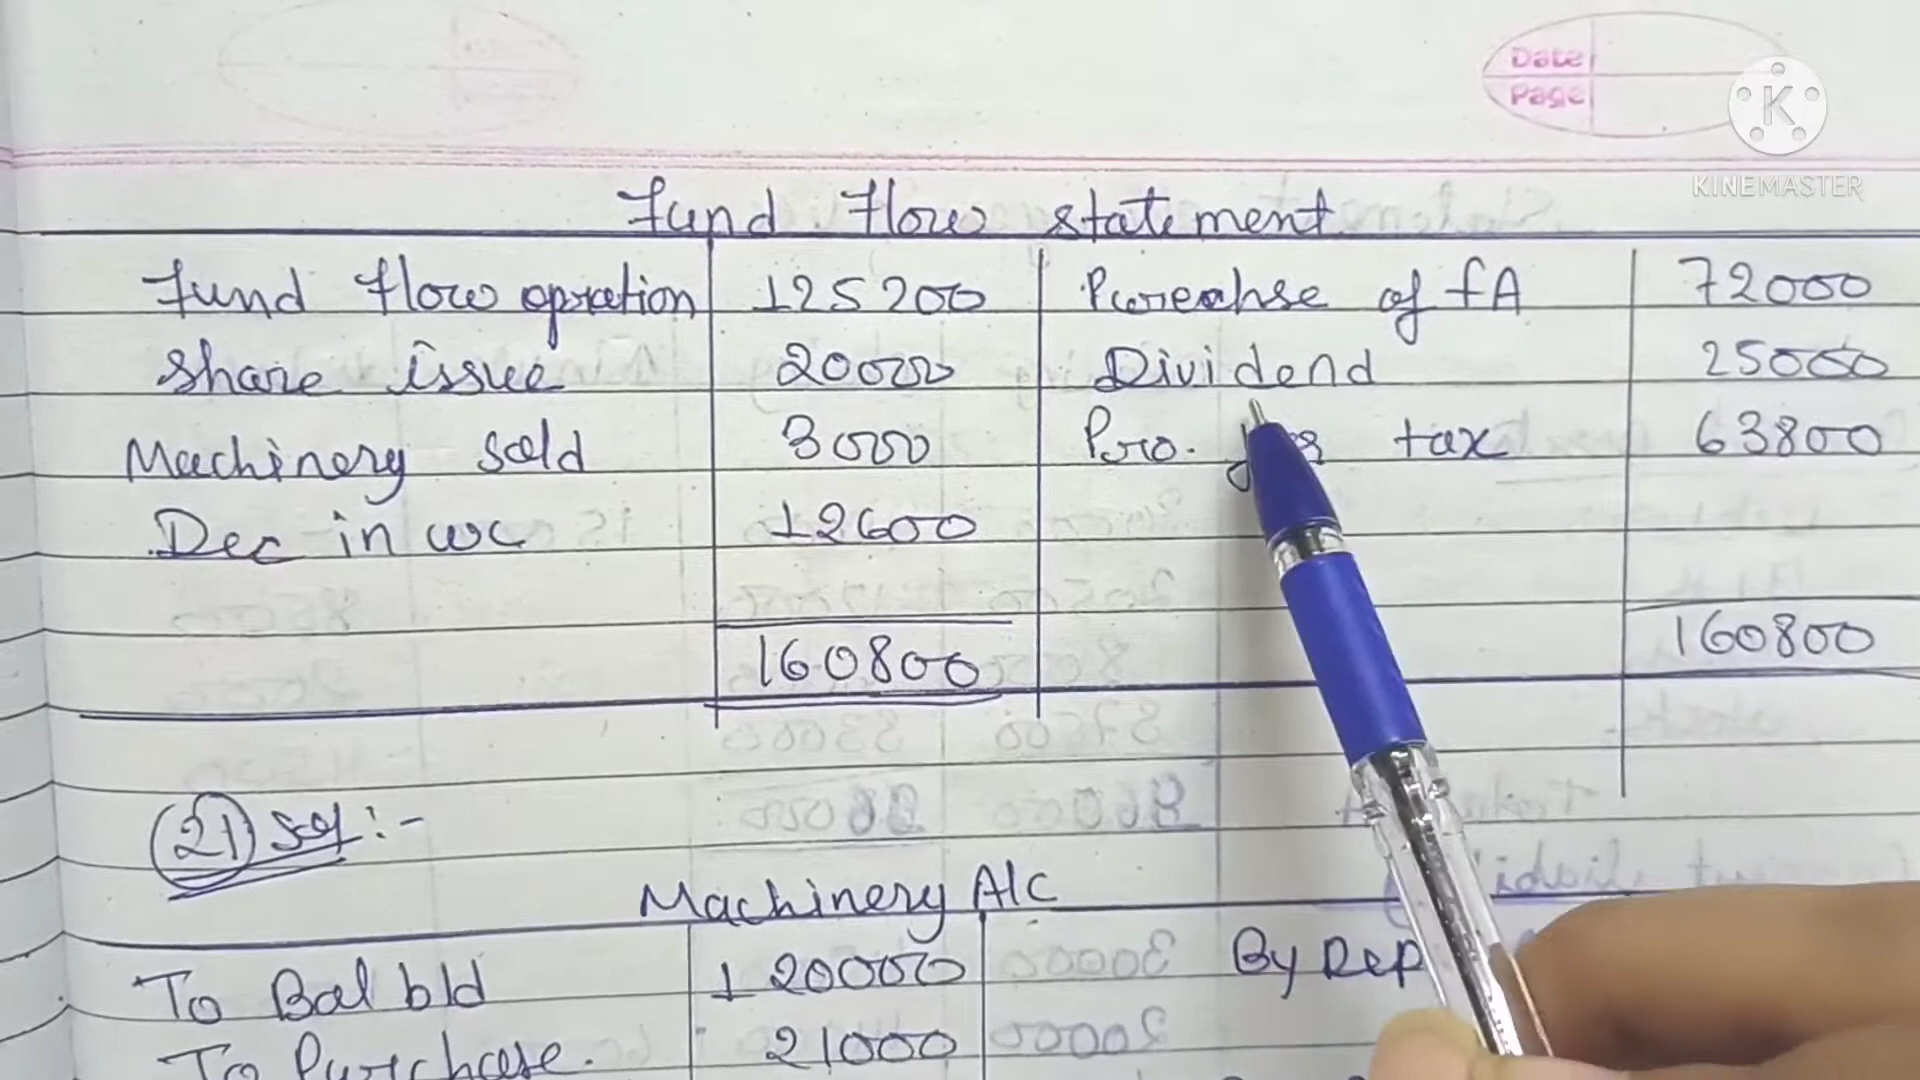 Date
Page
K
KINEMASTER
Fund Flow statement
Fund Flow opration 125200 Purchse of FA 72000
Share issue 20000 Dividend 25000
Machinery sold 3000 Pro. tax 63800
Dec in wc 12600
160800 160800
21) Sol :-
Machinery A/c
To Bal b/d 120000 By Dep
To Purchase. 21000